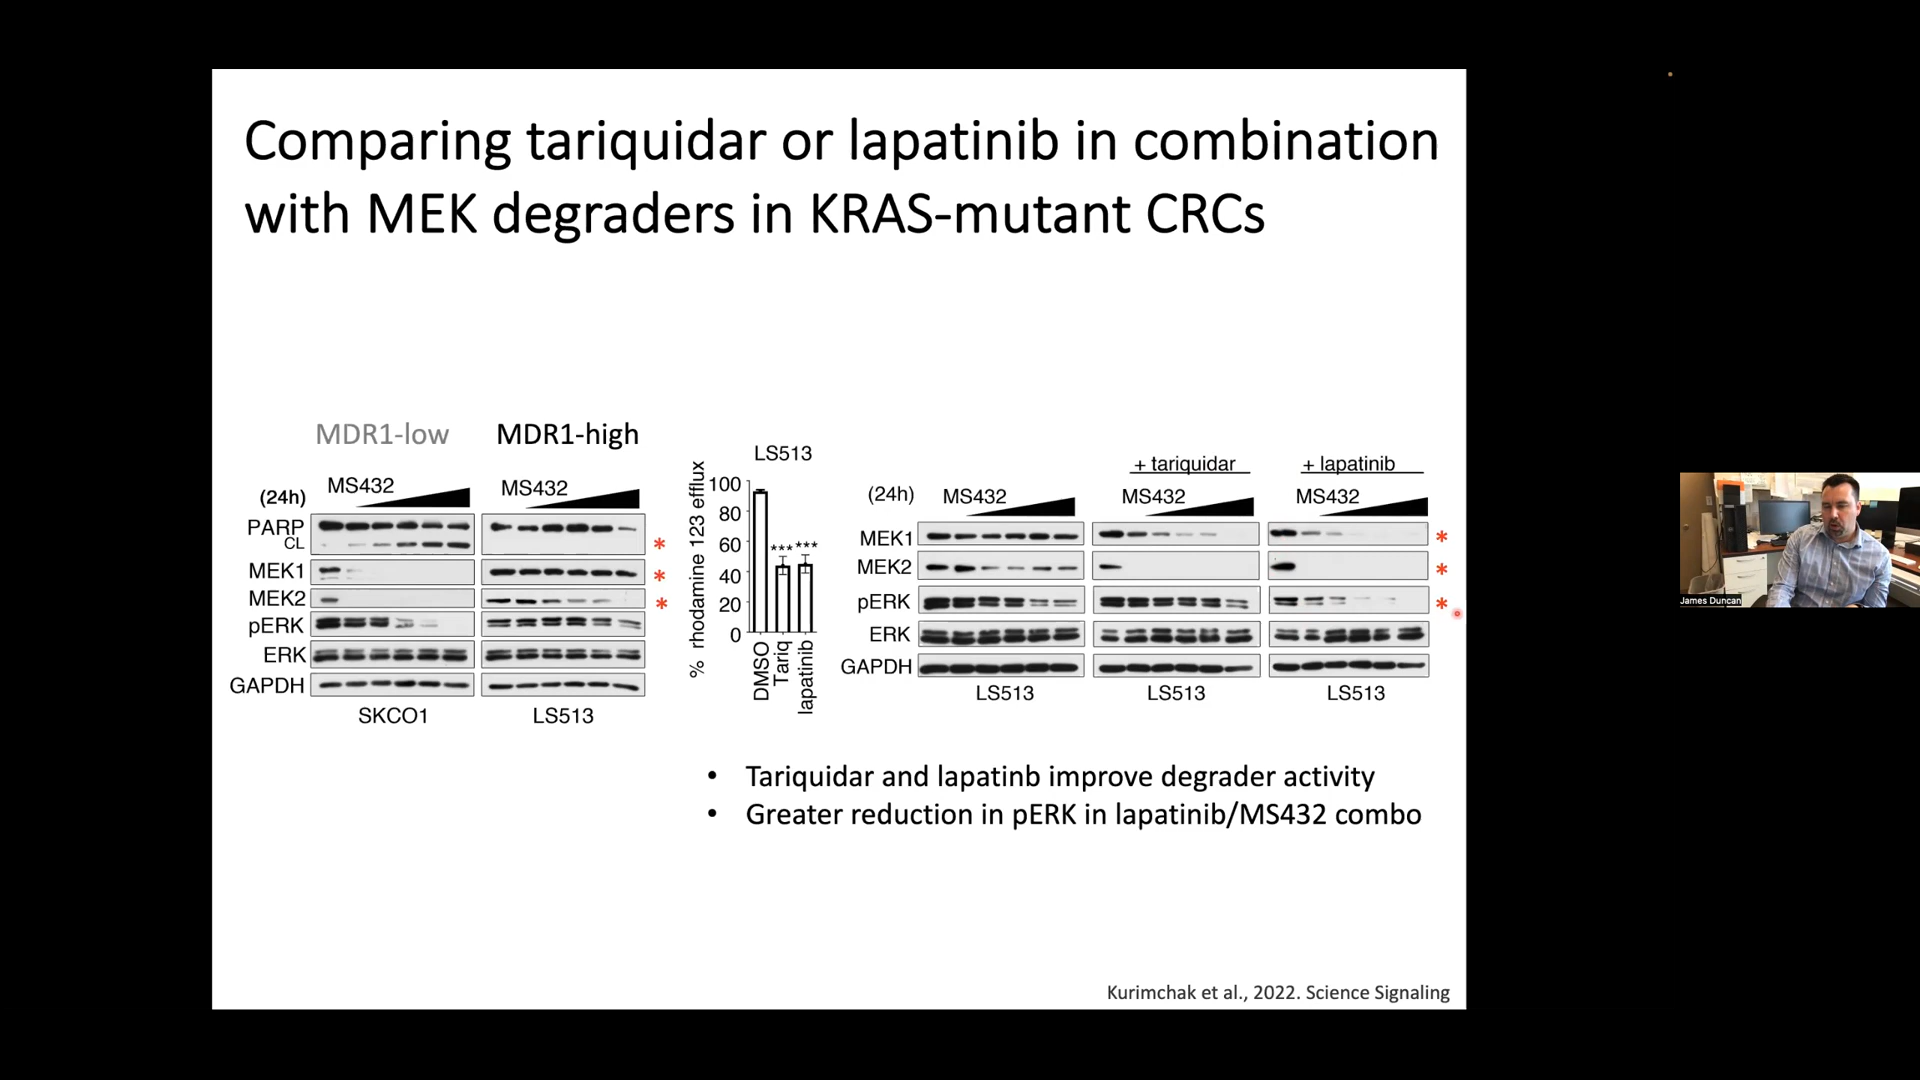 Comparing tariquidar or lapatinib in combination
with MEK degraders in KRAS-mutant CRCs
MDR1-low
MDR1-high
(24h)
MS432
MS432
PARP
CL
*
MEK1
*
MEK2
*
pERK
ERK
GAPDH
SKCO1
LS513
LS513
% rhodamine 123 efflux
100
80
60
40
20
0
*** ***
DMSO
Tariq
lapatinib
+ tariquidar
+ lapatinib
(24h)
MS432
MS432
MS432
MEK1
*
MEK2
*
pERK
*
ERK
GAPDH
LS513
LS513
LS513
• Tariquidar and lapatinb improve degrader activity
• Greater reduction in pERK in lapatinib/MS432 combo
Kurimchak et al., 2022. Science Signaling
James Duncan